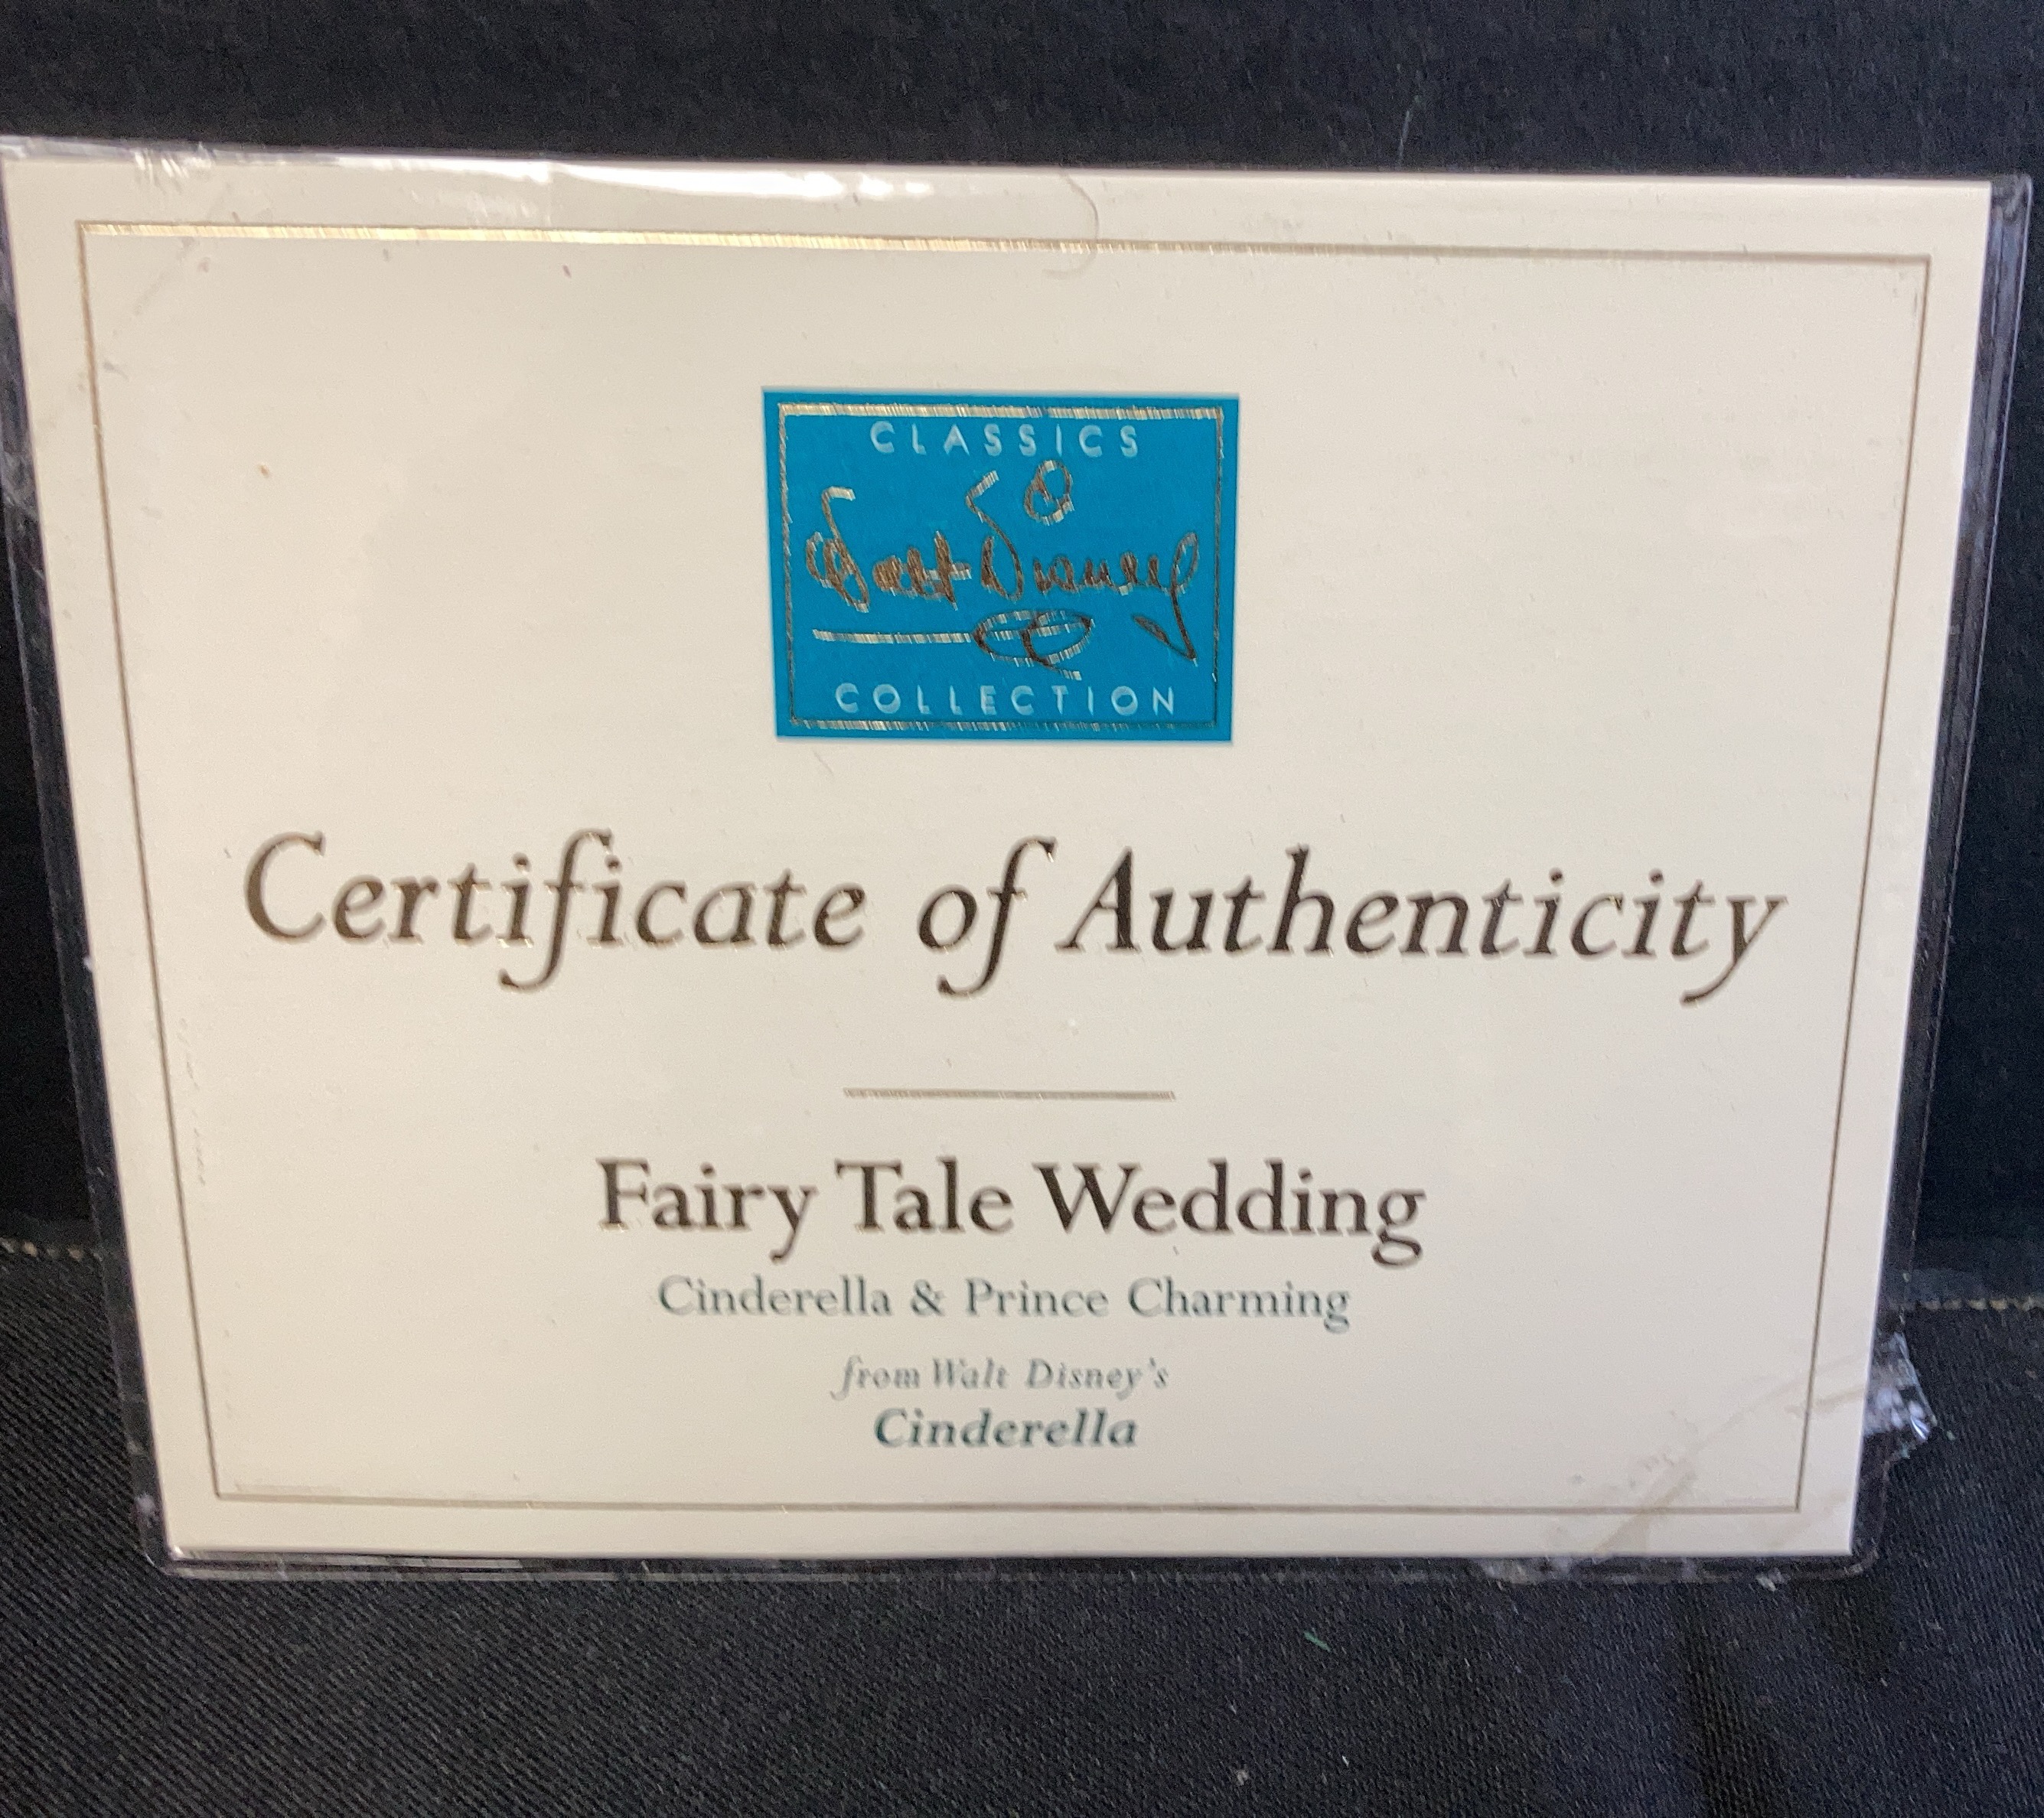 CLASSICS
Walt Disney
COLLECTION
Certificate of Authenticity
Fairy Tale Wedding
Cinderella & Prince Charming
from Walt Disney's
Cinderella